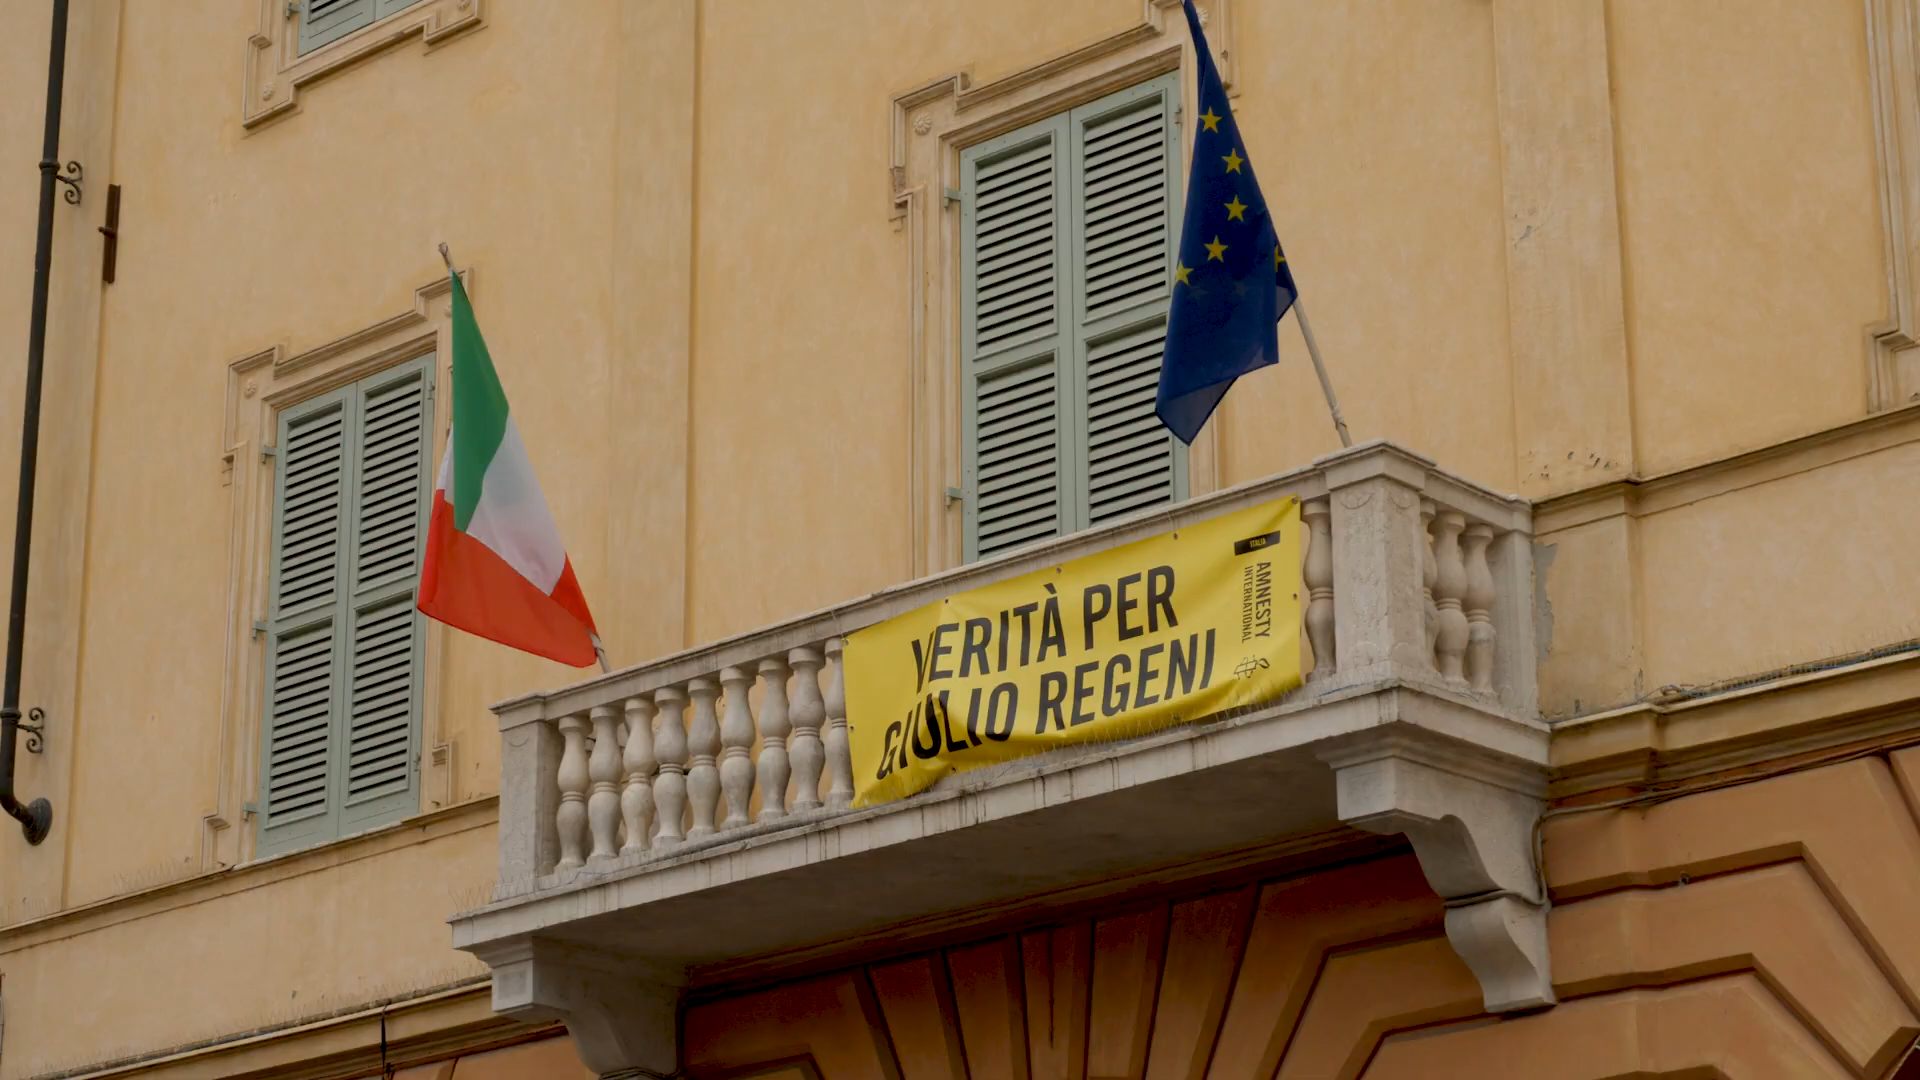 VERITÀ PER
GIULIO REGENI
ITALIA
AMNESTY
INTERNATIONAL